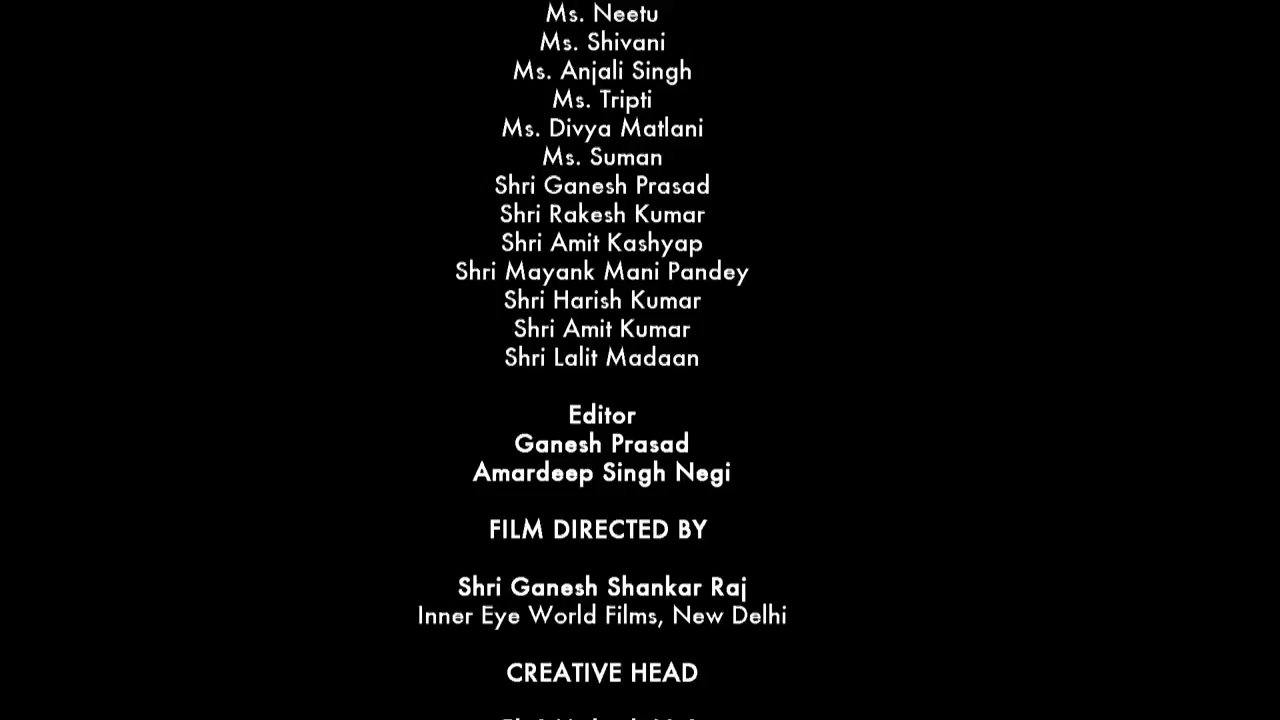 Ms. Neetu
Ms. Shivani
Ms. Anjali Singh
Ms. Tripti
Ms. Divya Matlani
Ms. Suman
Shri Ganesh Prasad
Shri Rakesh Kumar
Shri Amit Kashyap
Shri Mayank Mani Pandey
Shri Harish Kumar
Shri Amit Kumar
Shri Lalit Madaan
Editor
Ganesh Prasad
Amardeep Singh Negi
FILM DIRECTED BY
Shri Ganesh Shankar Raj
Inner Eye World Films, New Delhi
CREATIVE HEAD